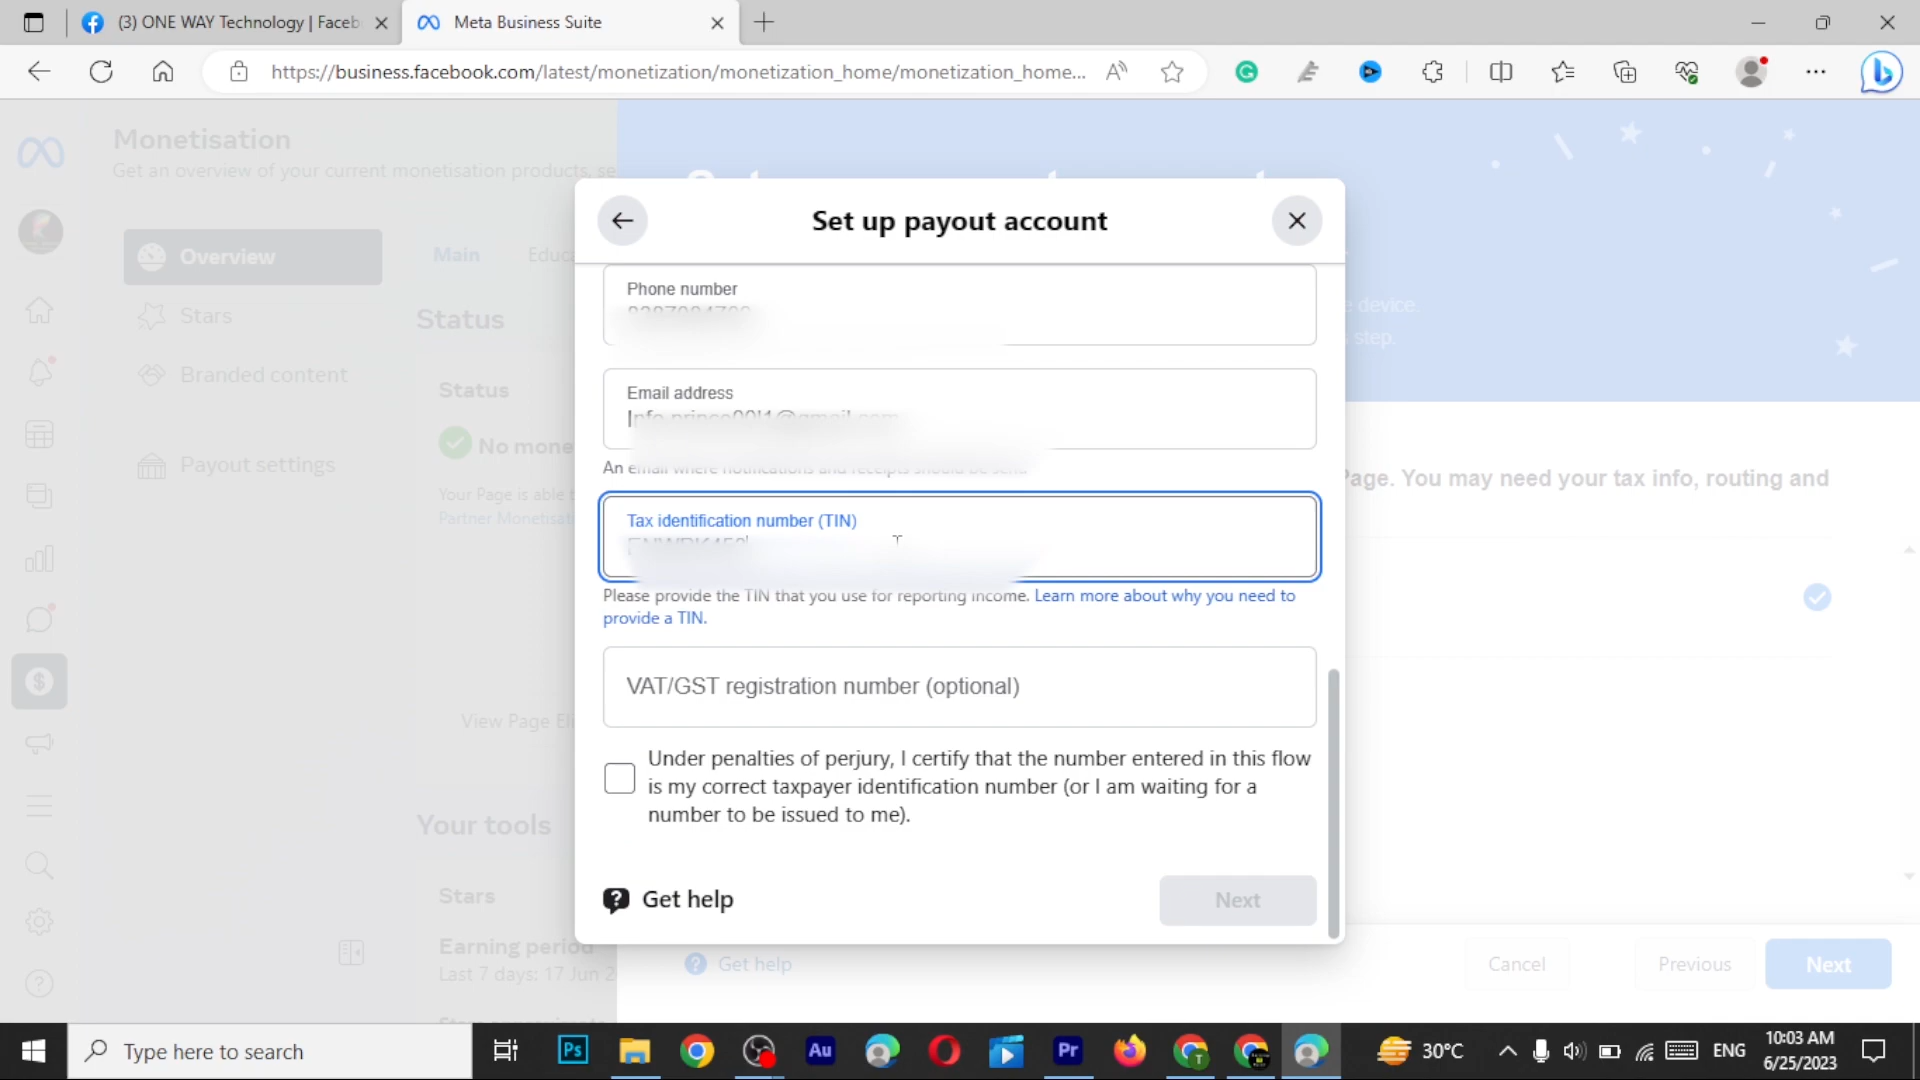 (3) ONE WAY Technology | Faceb
Meta Business Suite
https://business.facebook.com/latest/monetization/monetization_home/monetization_home...
Monetisation
Get an overview of your current monetisation products, se
Overview
Stars
Branded content
Payout settings
Main
Educa
Status
Status
No mone
Your Page is able t
Partner Monetisat
View Page Eli
Your tools
Stars
Earning period
Last 7 days: 17 Jun 2
Set up payout account
Phone number
Email address
An email where notifications and receipts should be send
Tax identification number (TIN)
Please provide the TIN that you use for reporting income. Learn more about why you need to
provide a TIN.
VAT/GST registration number (optional)
Under penalties of perjury, I certify that the number entered in this flow
is my correct taxpayer identification number (or I am waiting for a
number to be issued to me).
Get help
Next
e device.
step.
Page. You may need your tax info, routing and
Get help
Cancel
Previous
Next
Type here to search
Ps
Au
Pr
T
30°C
ENG
10:03 AM
6/25/2023